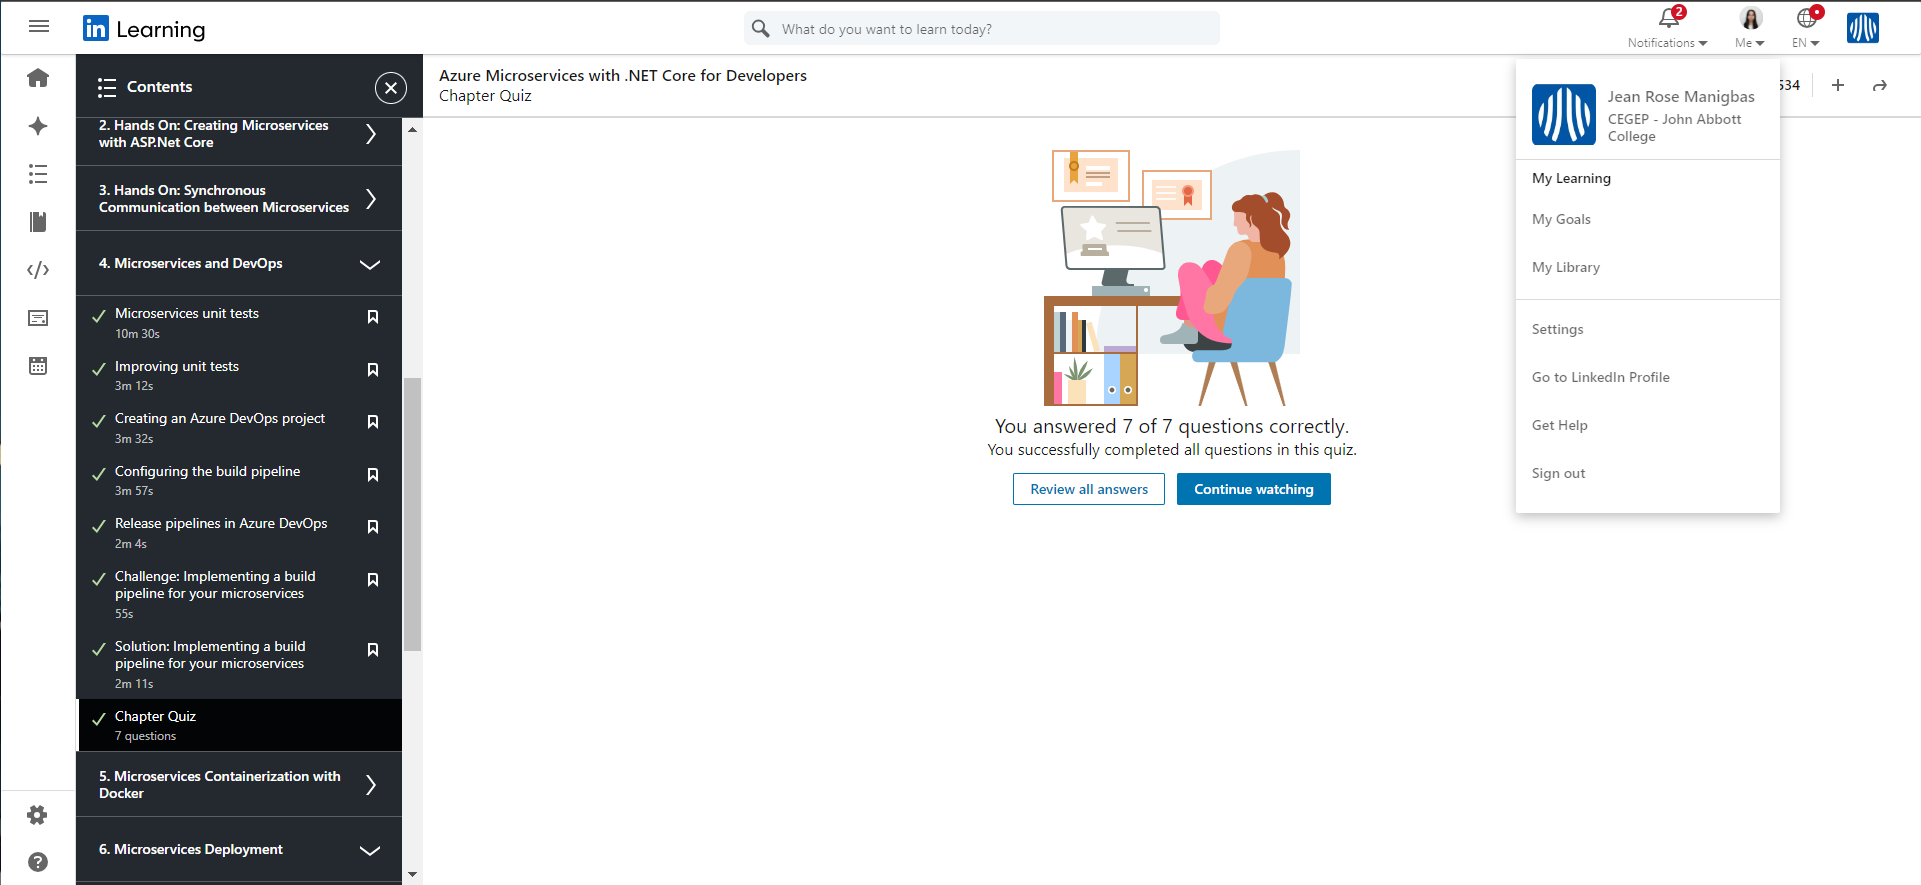 in Learning
What do you want to learn today?
2
Notifications
Me
EN
Contents
2. Hands On: Creating Microservices
with ASP.Net Core
3. Hands On: Synchronous
Communication between Microservices
4. Microservices and DevOps
Microservices unit tests
10m 30s
Improving unit tests
3m 12s
Creating an Azure DevOps project
3m 32s
Configuring the build pipeline
3m 57s
Release pipelines in Azure DevOps
2m 4s
Challenge: Implementing a build
pipeline for your microservices
55s
Solution: Implementing a build
pipeline for your microservices
2m 11s
Chapter Quiz
7 questions
5. Microservices Containerization with
Docker
6. Microservices Deployment
Azure Microservices with .NET Core for Developers
Chapter Quiz
534
You answered 7 of 7 questions correctly.
You successfully completed all questions in this quiz.
Review all answers
Continue watching
Jean Rose Manigbas
CEGEP - John Abbott
College
My Learning
My Goals
My Library
Settings
Go to LinkedIn Profile
Get Help
Sign out